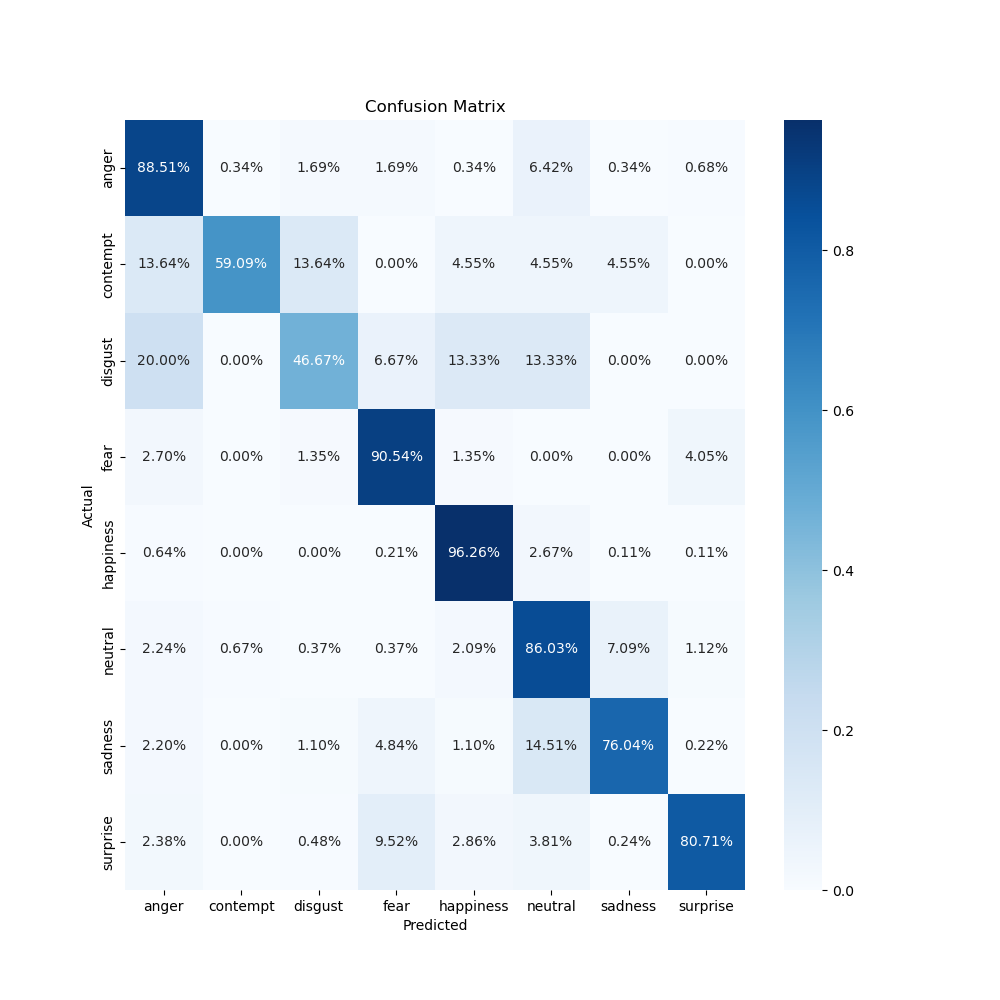 Confusion Matrix
anger 88.51% 0.34% 1.69% 1.69% 0.34% 6.42% 0.34% 0.68%
contempt 13.64% 59.09% 13.64% 0.00% 4.55% 4.55% 4.55% 0.00%
disgust 20.00% 0.00% 46.67% 6.67% 13.33% 13.33% 0.00% 0.00%
fear 2.70% 0.00% 1.35% 90.54% 1.35% 0.00% 0.00% 4.05%
happiness 0.64% 0.00% 0.00% 0.21% 96.26% 2.67% 0.11% 0.11%
neutral 2.24% 0.67% 0.37% 0.37% 2.09% 86.03% 7.09% 1.12%
sadness 2.20% 0.00% 1.10% 4.84% 1.10% 14.51% 76.04% 0.22%
surprise 2.38% 0.00% 0.48% 9.52% 2.86% 3.81% 0.24% 80.71%
anger contempt disgust fear happiness neutral sadness surprise
Predicted
Actual
0.8
0.6
0.4
0.2
0.0